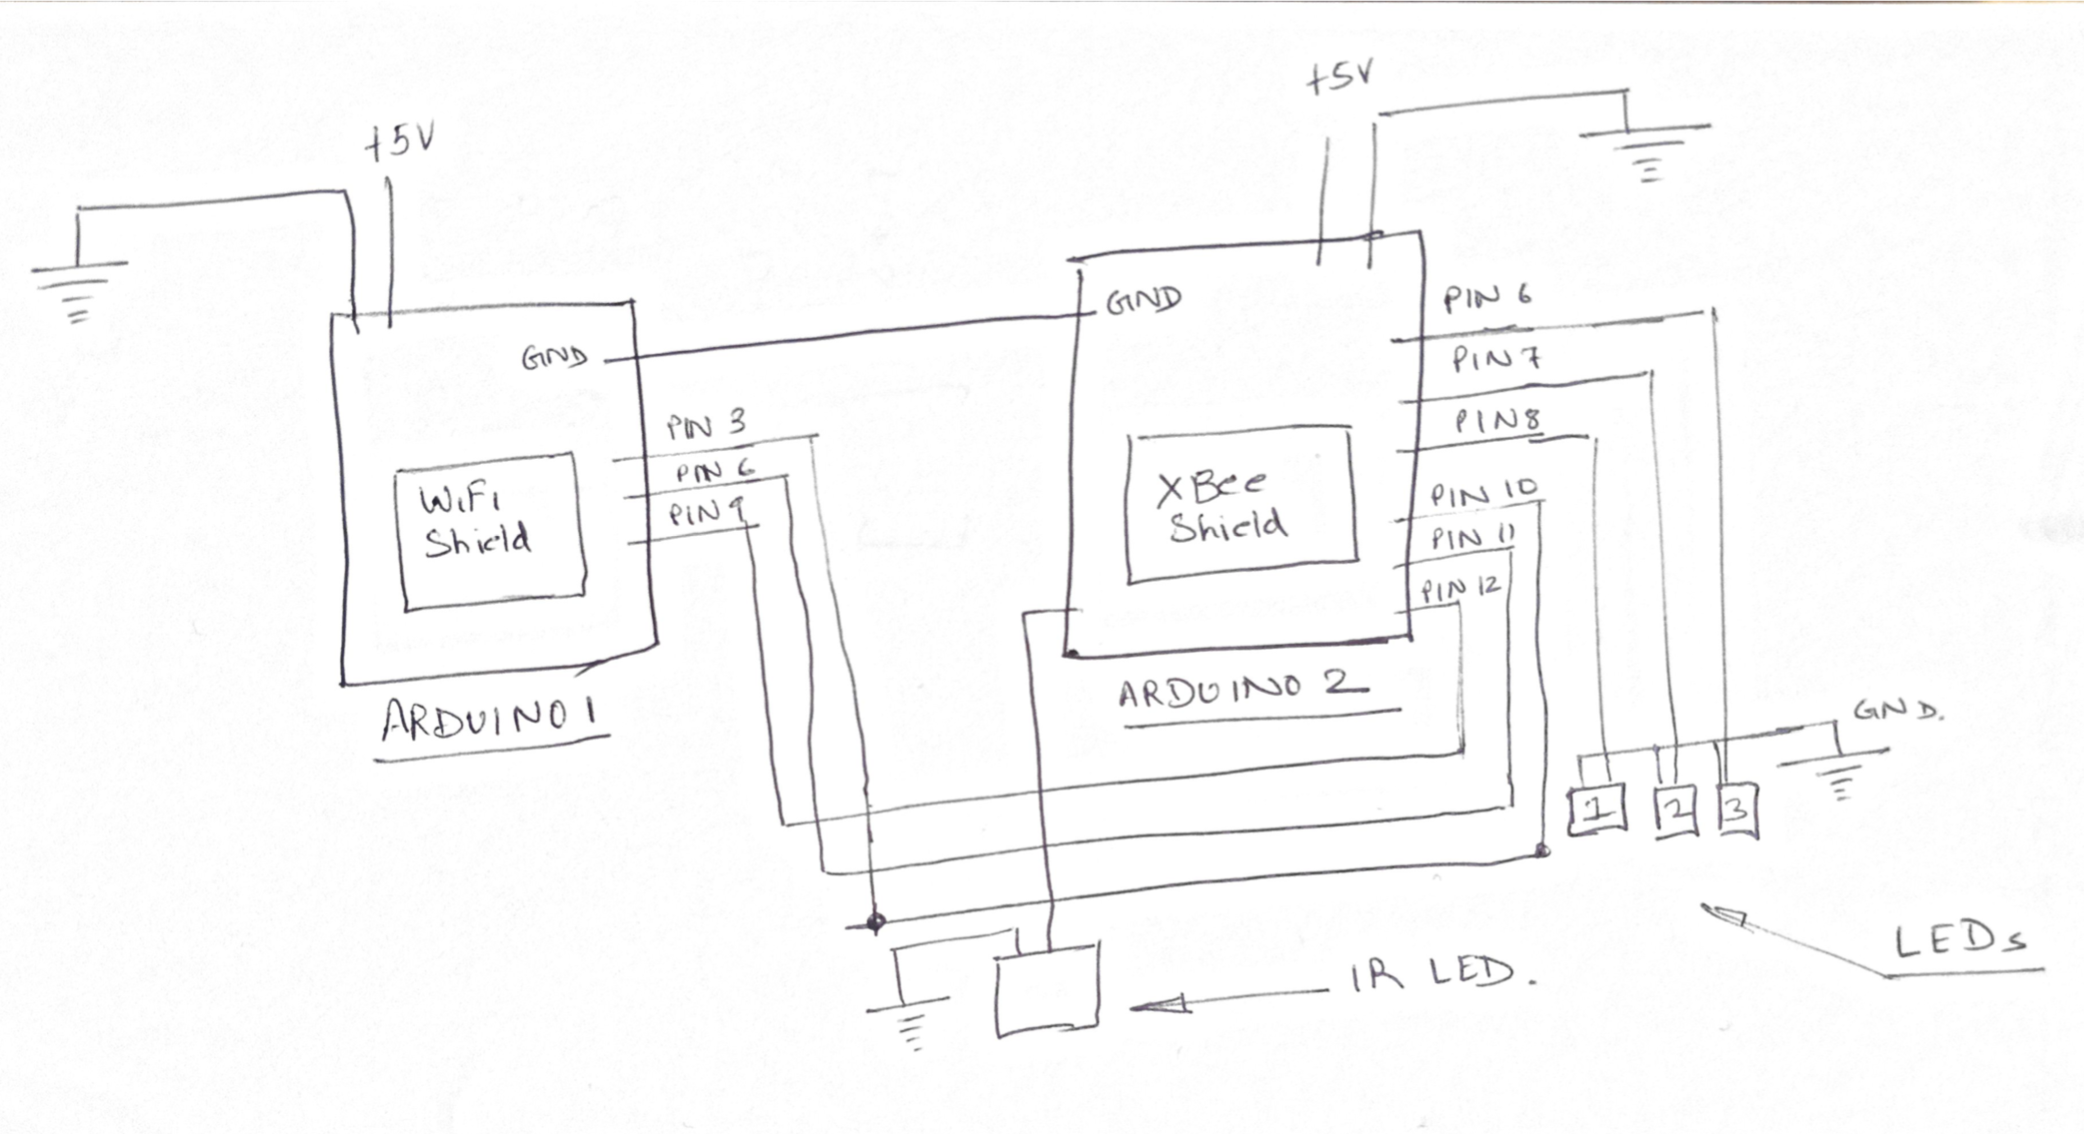 +5V
+5V
GND
GND
PIN 3
PIN 6
PIN 9
WiFi
Shield
ARDUINO 1
PIN 6
PIN 7
PIN 8
PIN 10
PIN 11
PIN 12
XBee
Shield
ARDUINO 2
GND.
1
2
3
LEDs
IR LED.